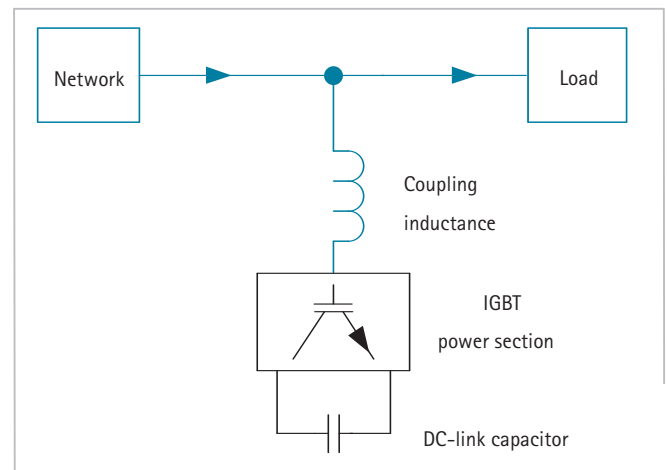 Network
Load
Coupling
inductance
IGBT
power section
DC-link capacitor